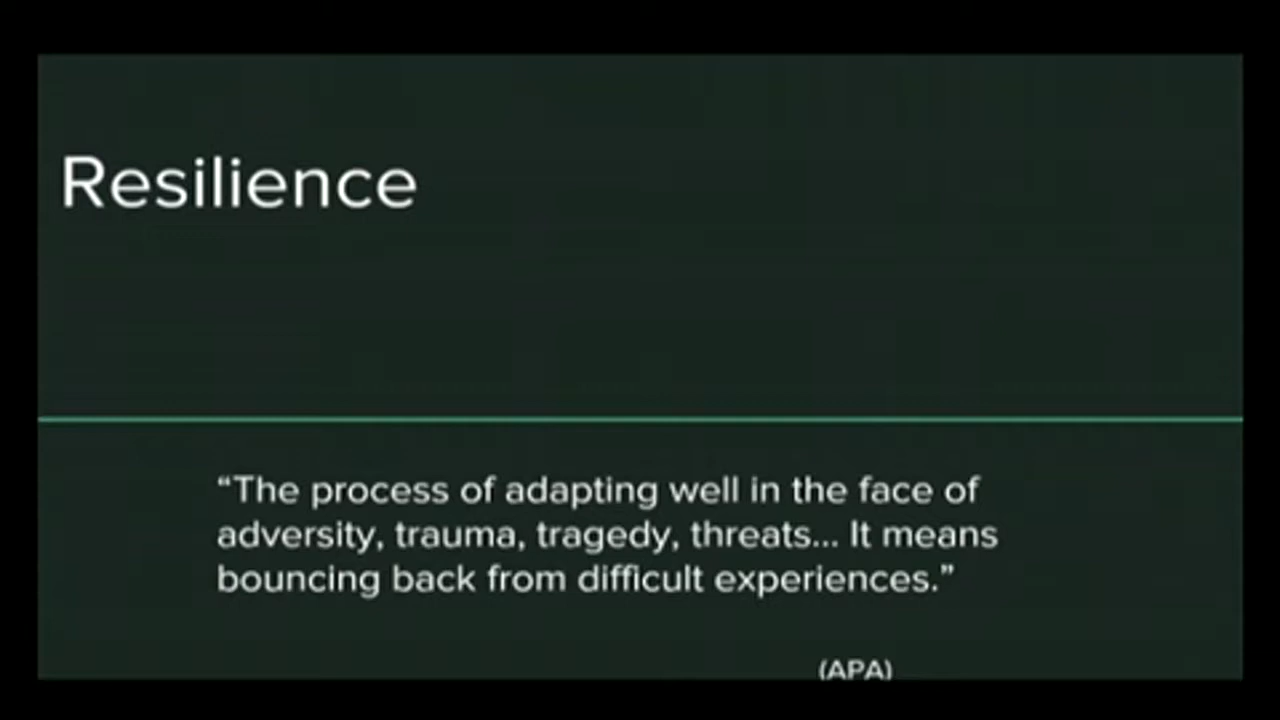 Resilience
“The process of adapting well in the face of
adversity, trauma, tragedy, threats... It means
bouncing back from difficult experiences.”
(APA)